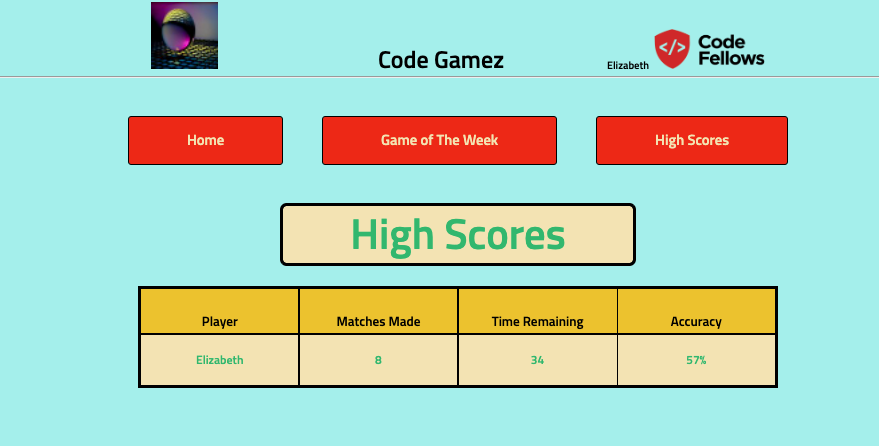 Code Gamez
Elizabeth
</>
Code
Fellows
Home
Game of The Week
High Scores
High Scores
Player
Matches Made
Time Remaining
Accuracy
Elizabeth
8
34
57%